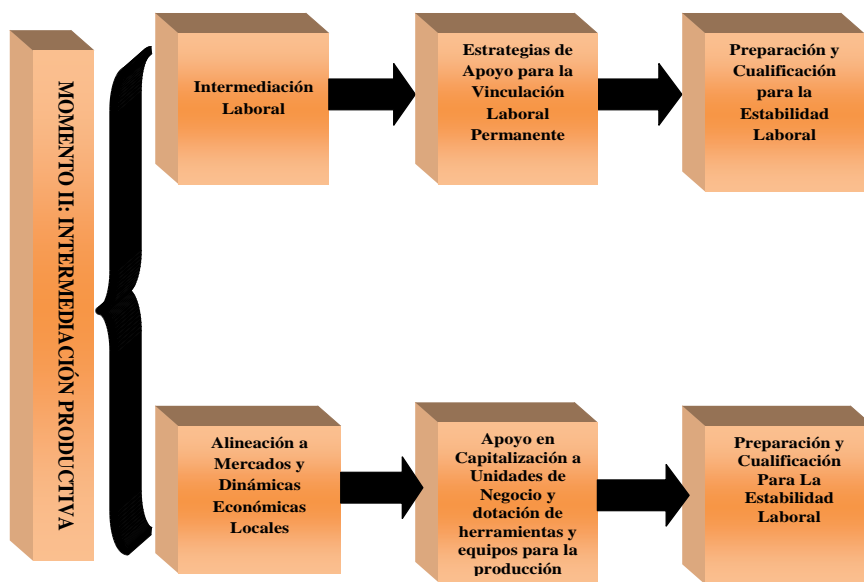 MOMENTO II: INTERMEDIACIÓN PRODUCTIVA
Intermediación
Laboral
Estrategias de
Apoyo para la
Vinculación
Laboral
Permanente
Preparación y
Cualificación
para la
Estabilidad
Laboral
Alineación a
Mercados y
Dinámicas
Económicas
Locales
Apoyo en
Capitalización a
Unidades de
Negocio y
dotación de
herramientas y
equipos para la
producción
Preparación y
Cualificación
Para La
Estabilidad
Laboral